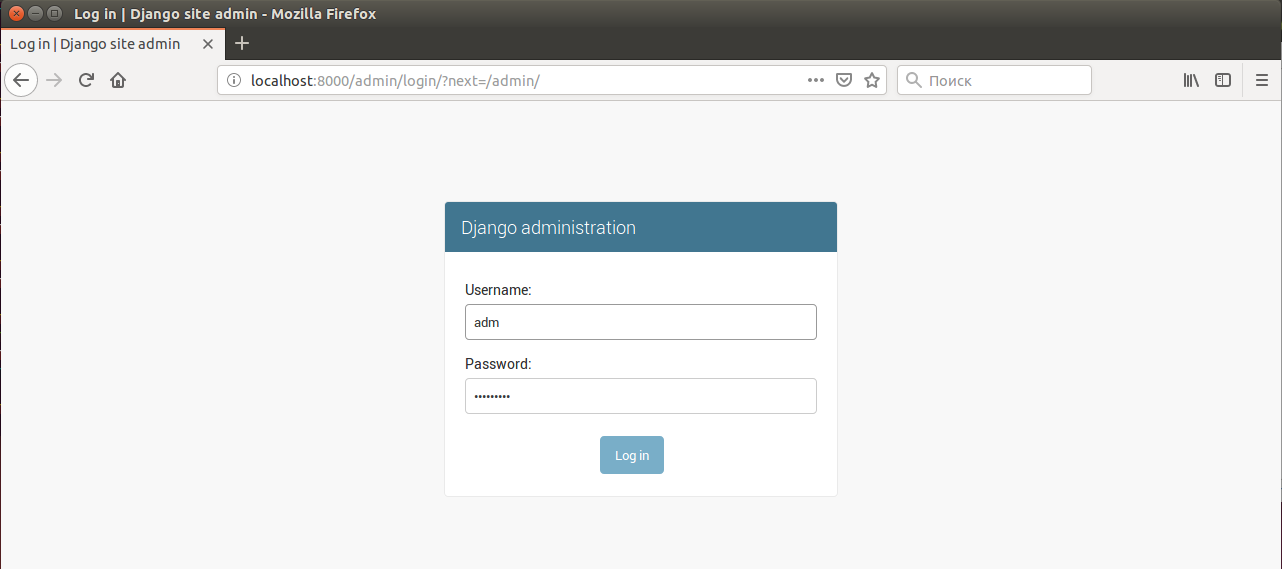 Log in | Django site admin - Mozilla Firefox
Log in | Django site admin
localhost:8000/admin/login/?next=/admin/
Поиск
Django administration
Username:
adm
Password:
•••••••••
Log in